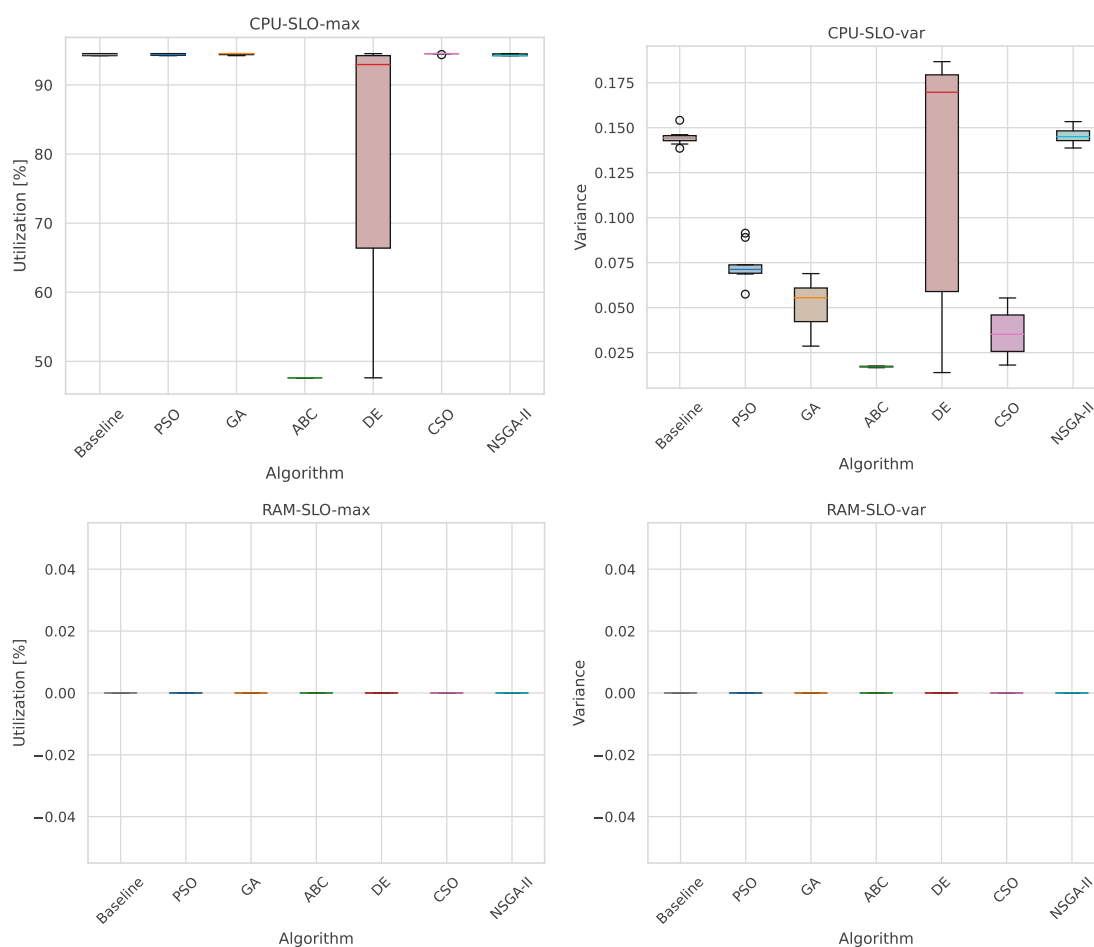 CPU-SLO-max
Utilization [%]
90
80
70
60
50
Baseline
PSO
GA
ABC
DE
CSO
NSGA-II
Algorithm
CPU-SLO-var
Variance
0.175
0.150
0.125
0.100
0.075
0.050
0.025
Baseline
PSO
GA
ABC
DE
CSO
NSGA-II
Algorithm
RAM-SLO-max
Utilization [%]
0.04
0.02
0.00
−0.02
−0.04
Baseline
PSO
GA
ABC
DE
CSO
NSGA-II
Algorithm
RAM-SLO-var
Variance
0.04
0.02
0.00
−0.02
−0.04
Baseline
PSO
GA
ABC
DE
CSO
NSGA-II
Algorithm